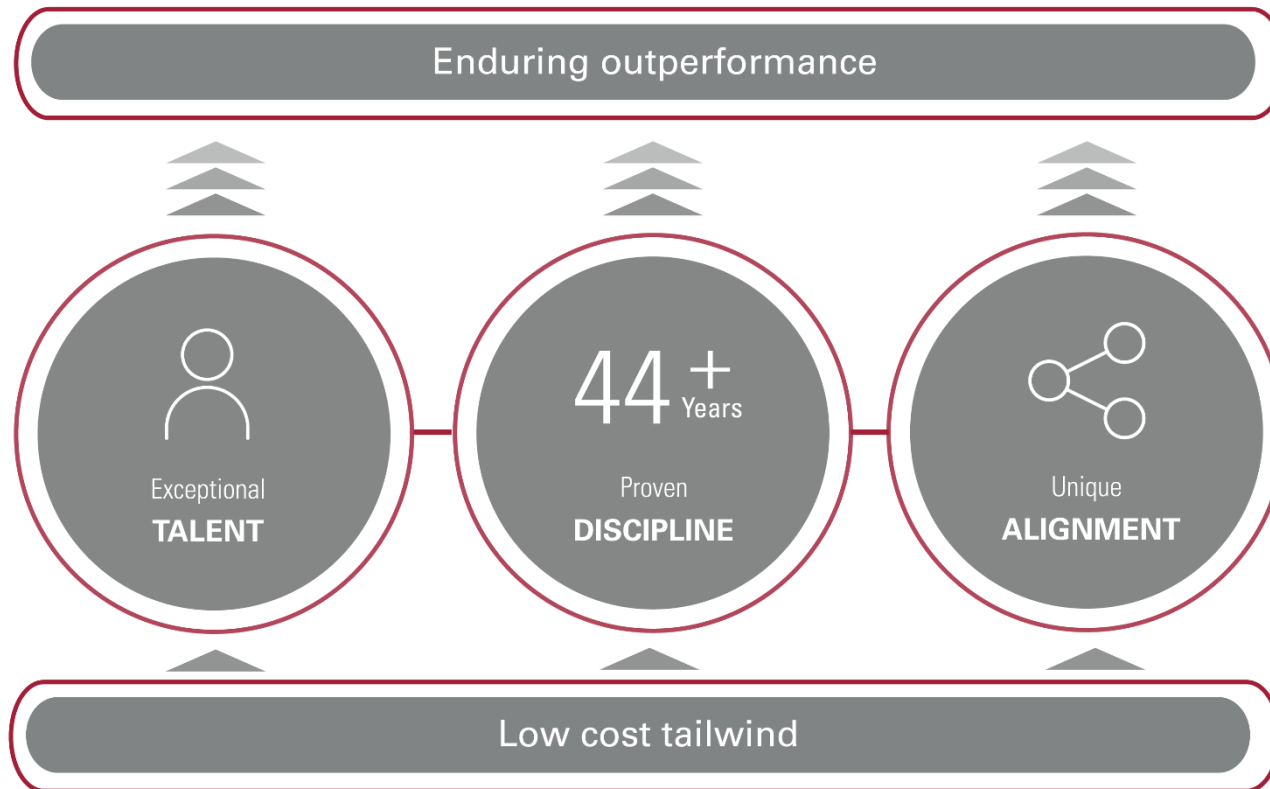 Enduring outperformance
Exceptional
TALENT
44+
Years
Proven
DISCIPLINE
Unique
ALIGNMENT
Low cost tailwind